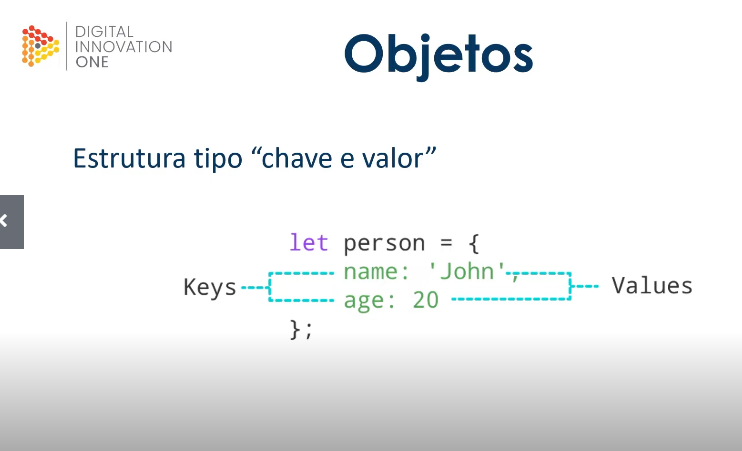 DIGITAL
INNOVATION
ONE
Objetos
Estrutura tipo “chave e valor”
let person = {
Keys
name: 'John',
age: 20
Values
};